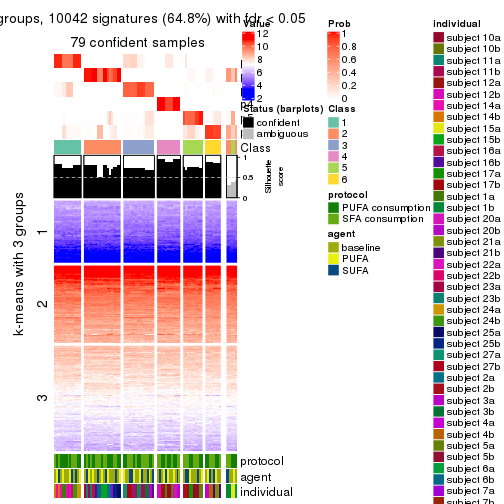 groups, 10042 signatures (64.8%) with fdr < 0.05
79 confident samples
k-means with 3 groups
1
2
3
Class
1
0.5
0
Silhouette
score
protocol
agent
individual
Value
12
10
8
6
4
2
Status (barplots)
confident
ambiguous
Prob
1
0.8
0.6
0.4
0.2
0
Class
1
2
3
4
5
6
protocol
PUFA consumption
SFA consumption
agent
baseline
PUFA
SUFA
individual
subject 10a
subject 10b
subject 11a
subject 11b
subject 12a
subject 12b
subject 14a
subject 14b
subject 15a
subject 15b
subject 16a
subject 16b
subject 17a
subject 17b
subject 1a
subject 1b
subject 20a
subject 20b
subject 21a
subject 21b
subject 22a
subject 22b
subject 23a
subject 23b
subject 24a
subject 24b
subject 25a
subject 25b
subject 27a
subject 27b
subject 2a
subject 2b
subject 3a
subject 3b
subject 4a
subject 4b
subject 5a
subject 5b
subject 6a
subject 6b
subject 7a
subject 7b